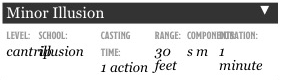 Minor Illusion ▼
LEVEL: SCHOOL: CASTING TIME: RANGE: COMPONENTS: DURATION:
cantrip illusion 1 action 30 feet s m 1 minute